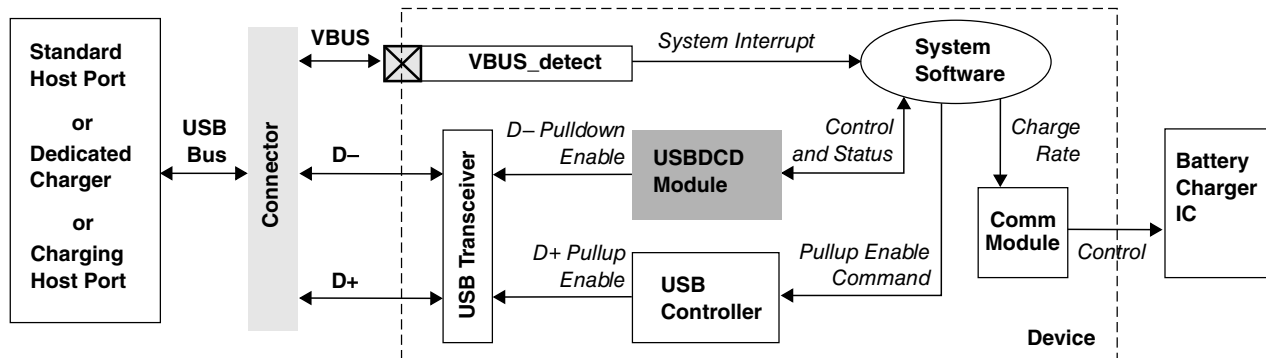 Standard
Host Port
or
Dedicated
Charger
or
Charging
Host Port
USB
Bus
Connector
VBUS
D–
D+
VBUS_detect
System Interrupt
System
Software
USB Transceiver
D– Pulldown
Enable
USBDCD
Module
Control
and Status
Charge
Rate
D+ Pullup
Enable
USB
Controller
Pullup Enable
Command
Comm
Module
Control
Battery
Charger
IC
Device